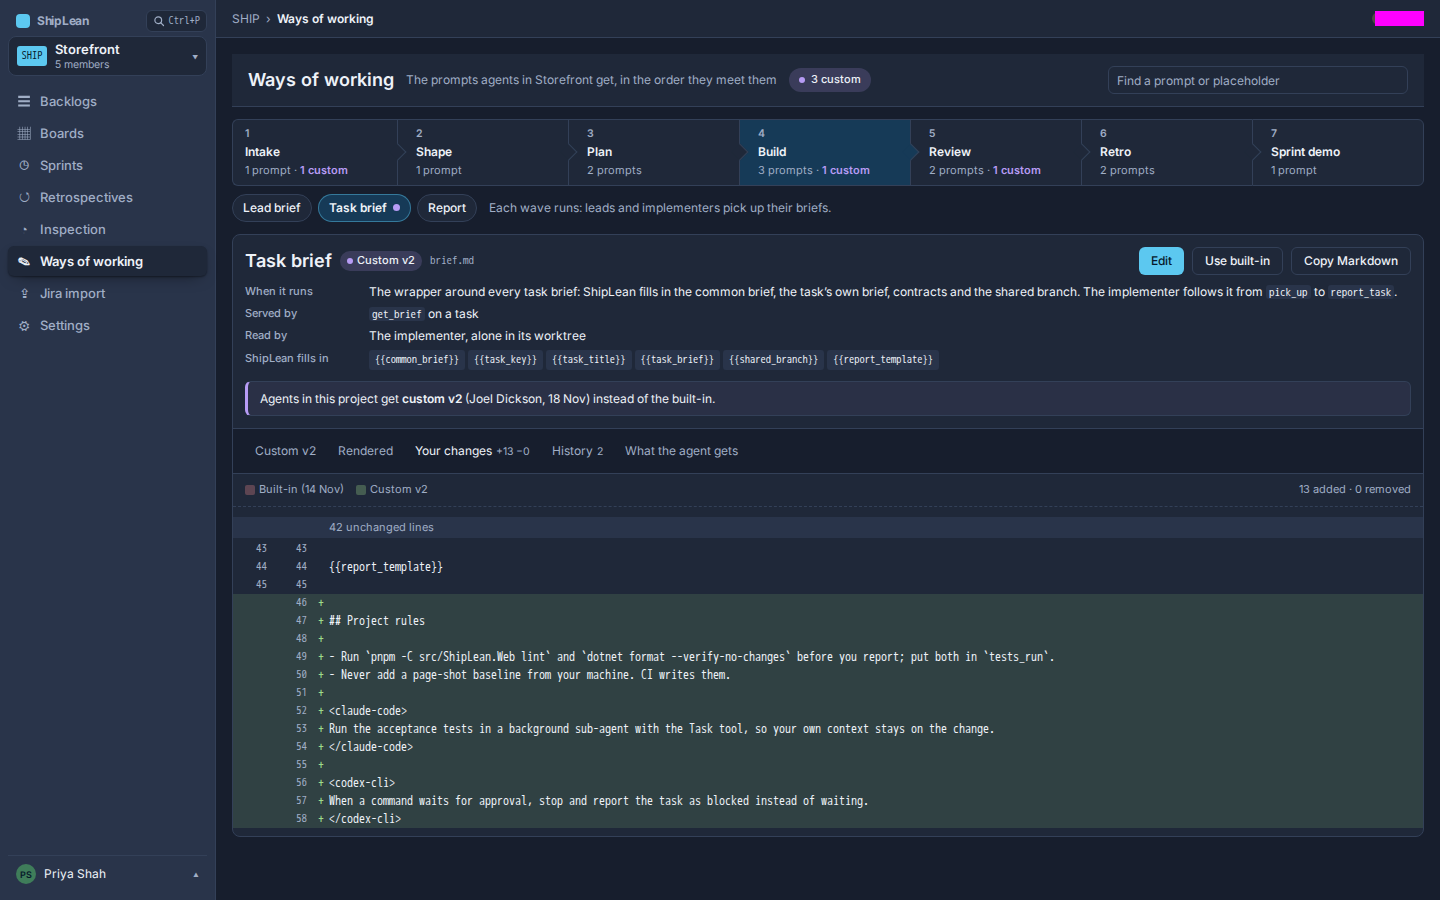 ShipLean
Ctrl+P
SHIP
Storefront
5 members
Backlogs
Boards
Sprints
Retrospectives
Inspection
Ways of working
Jira import
Settings
PS
Priya Shah
SHIP › Ways of working
Ways of working
The prompts agents in Storefront get, in the order they meet them
3 custom
Find a prompt or placeholder
1
Intake
1 prompt · 1 custom
2
Shape
1 prompt
3
Plan
2 prompts
4
Build
3 prompts · 1 custom
5
Review
2 prompts · 1 custom
6
Retro
2 prompts
7
Sprint demo
1 prompt
Lead brief
Task brief
Report
Each wave runs: leads and implementers pick up their briefs.
Task brief
Custom v2
brief.md
Edit
Use built-in
Copy Markdown
When it runs
The wrapper around every task brief: ShipLean fills in the common brief, the task's own brief, contracts and the shared branch. The implementer follows it from pick_up to report_task.
Served by
get_brief on a task
Read by
The implementer, alone in its worktree
ShipLean fills in
{{common_brief}} {{task_key}} {{task_title}} {{task_brief}} {{shared_branch}} {{report_template}}
Agents in this project get custom v2 (Joel Dickson, 18 Nov) instead of the built-in.
Custom v2
Rendered
Your changes +13 −0
History 2
What the agent gets
Built-in (14 Nov)
Custom v2
13 added · 0 removed
42 unchanged lines
43 43
44 44 {{report_template}}
45 45
46 +
47 + ## Project rules
48 +
49 + - Run `pnpm -C src/ShipLean.Web lint` and `dotnet format --verify-no-changes` before you report; put both in `tests_run`.
50 + - Never add a page-shot baseline from your machine. CI writes them.
51 +
52 + <claude-code>
53 + Run the acceptance tests in a background sub-agent with the Task tool, so your own context stays on the change.
54 + </claude-code>
55 +
56 + <codex-cli>
57 + When a command waits for approval, stop and report the task as blocked instead of waiting.
58 + </codex-cli>